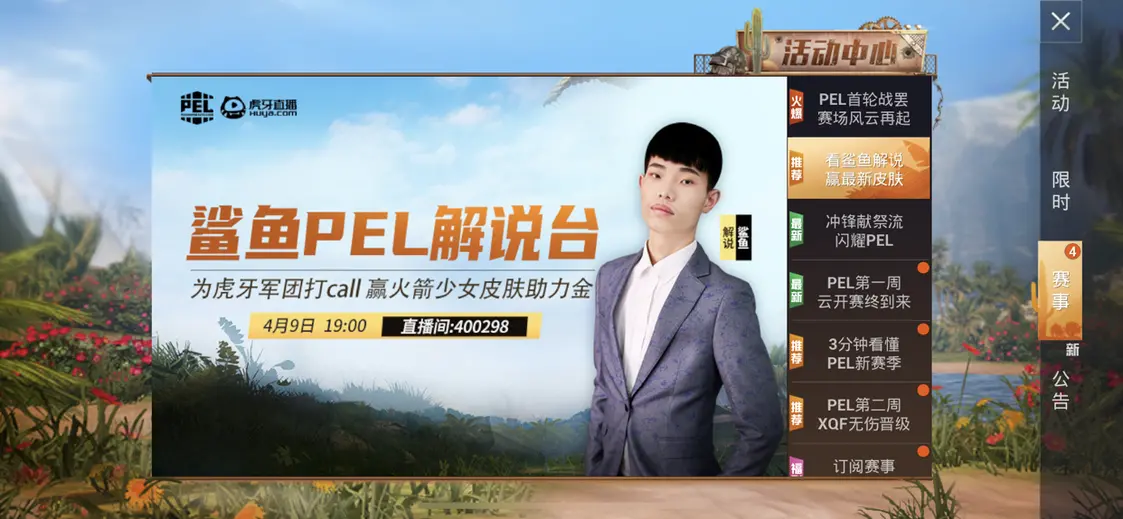 活动中心
PEL
虎牙直播
HUYA.com
鲨鱼PEL解说台
为虎牙军团打call 赢火箭少女皮肤助力金
4月9日 19:00
直播间:400298
解说
鲨鱼
火爆
PEL首轮战罢
赛场风云再起
推荐
看鲨鱼解说
赢最新皮肤
最新
冲锋献祭流
闪耀PEL
最新
PEL第一周
云开赛终到来
推荐
3分钟看懂
PEL新赛季
推荐
PEL第二周
XQF无伤晋级
福
订阅赛事
活动
限时
4
赛事
新
公告